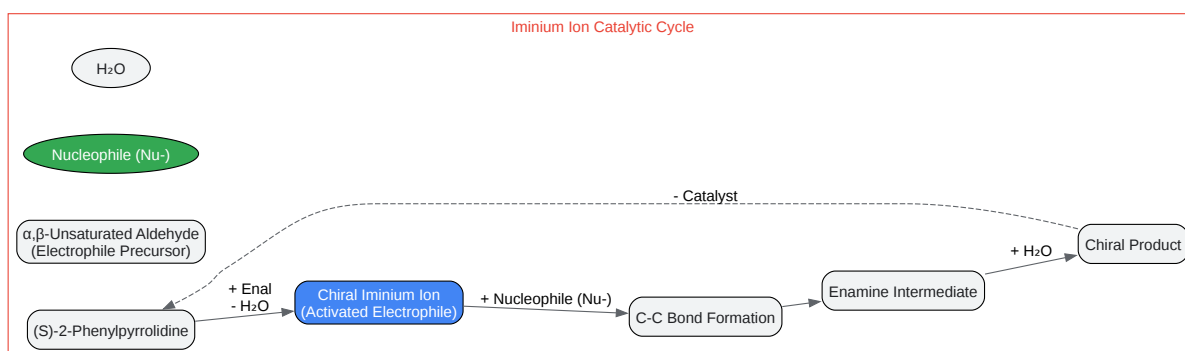 Iminium Ion Catalytic Cycle
H₂O
Nucleophile (Nu-)
- Catalyst
α,β-Unsaturated Aldehyde
(Electrophile Precursor)
Chiral Product
+ H₂O
+ Enal
- H₂O
Chiral Iminium Ion
(Activated Electrophile)
+ Nucleophile (Nu-)
Enamine Intermediate
(S)-2-Phenylpyrrolidine
C-C Bond Formation